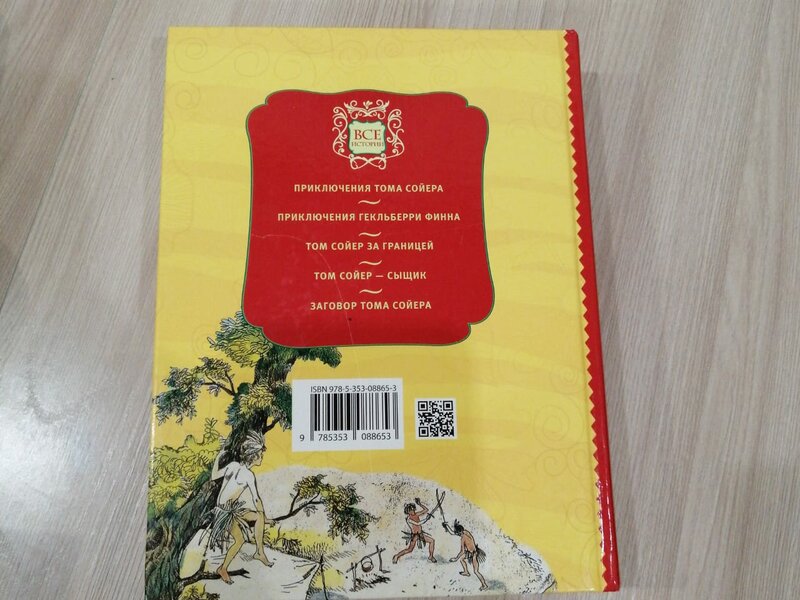 ВСЕ
ИСТОРИИ
ПРИКЛЮЧЕНИЯ ТОМА СОЙЕРА
ПРИКЛЮЧЕНИЯ ГЕКЛЬБЕРРИ ФИННА
ТОМ СОЙЕР ЗА ГРАНИЦЕЙ
ТОМ СОЙЕР — СЫЩИК
ЗАГОВОР ТОМА СОЙЕРА
ISBN 978-5-353-08865-3
9 785353 088653